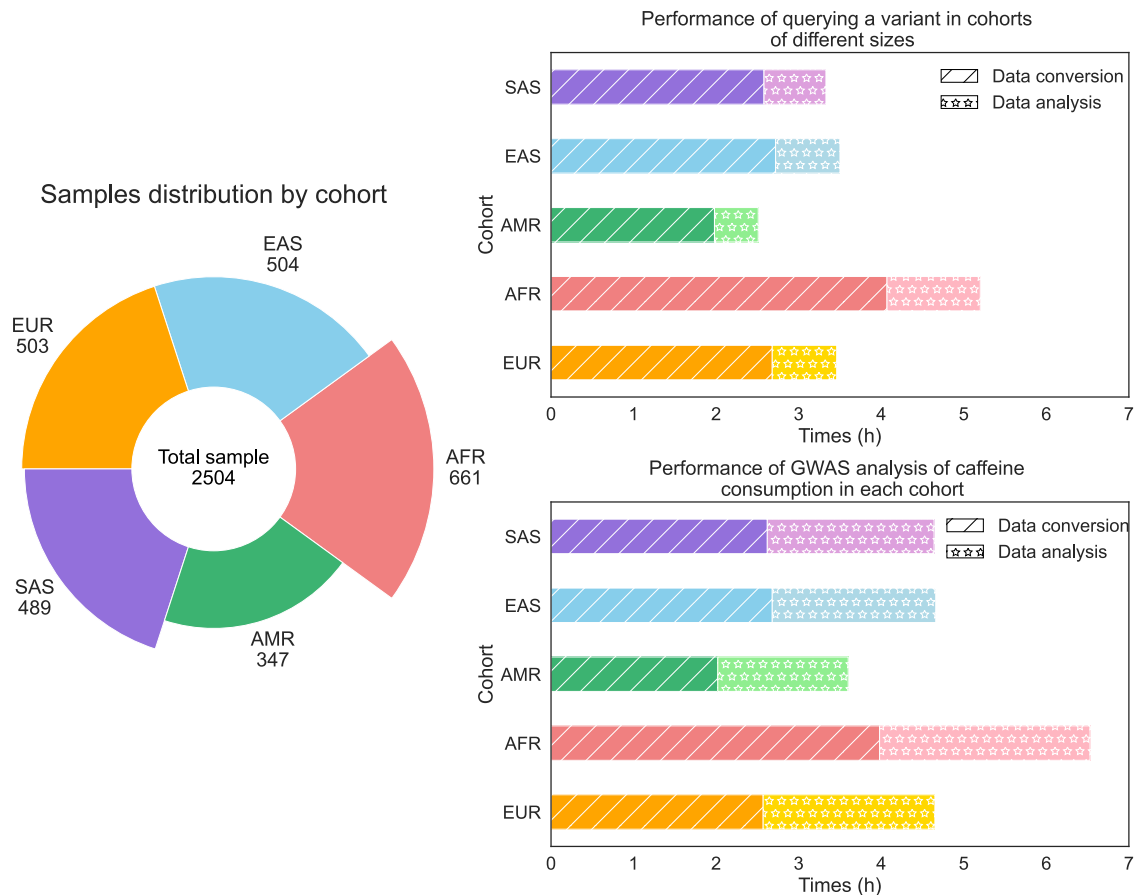 Samples distribution by cohort
EAS
504
EUR
503
AFR
661
Total sample
2504
SAS
489
AMR
347
Performance of querying a variant in cohorts
of different sizes
Data conversion
Data analysis
Cohort
SAS
EAS
AMR
AFR
EUR
0 1 2 3 4 5 6 7
Times (h)
Performance of GWAS analysis of caffeine
consumption in each cohort
Data conversion
Data analysis
Cohort
SAS
EAS
AMR
AFR
EUR
0 1 2 3 4 5 6 7
Times (h)